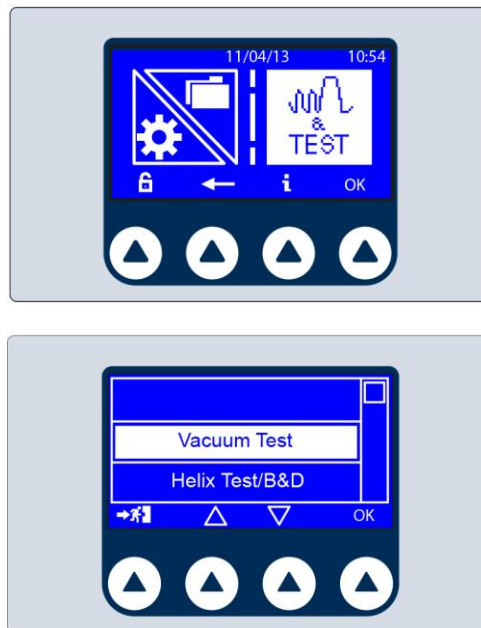 11/04/13 10:54
&
TEST
i OK
Vacuum Test
Helix Test/B&D
OK